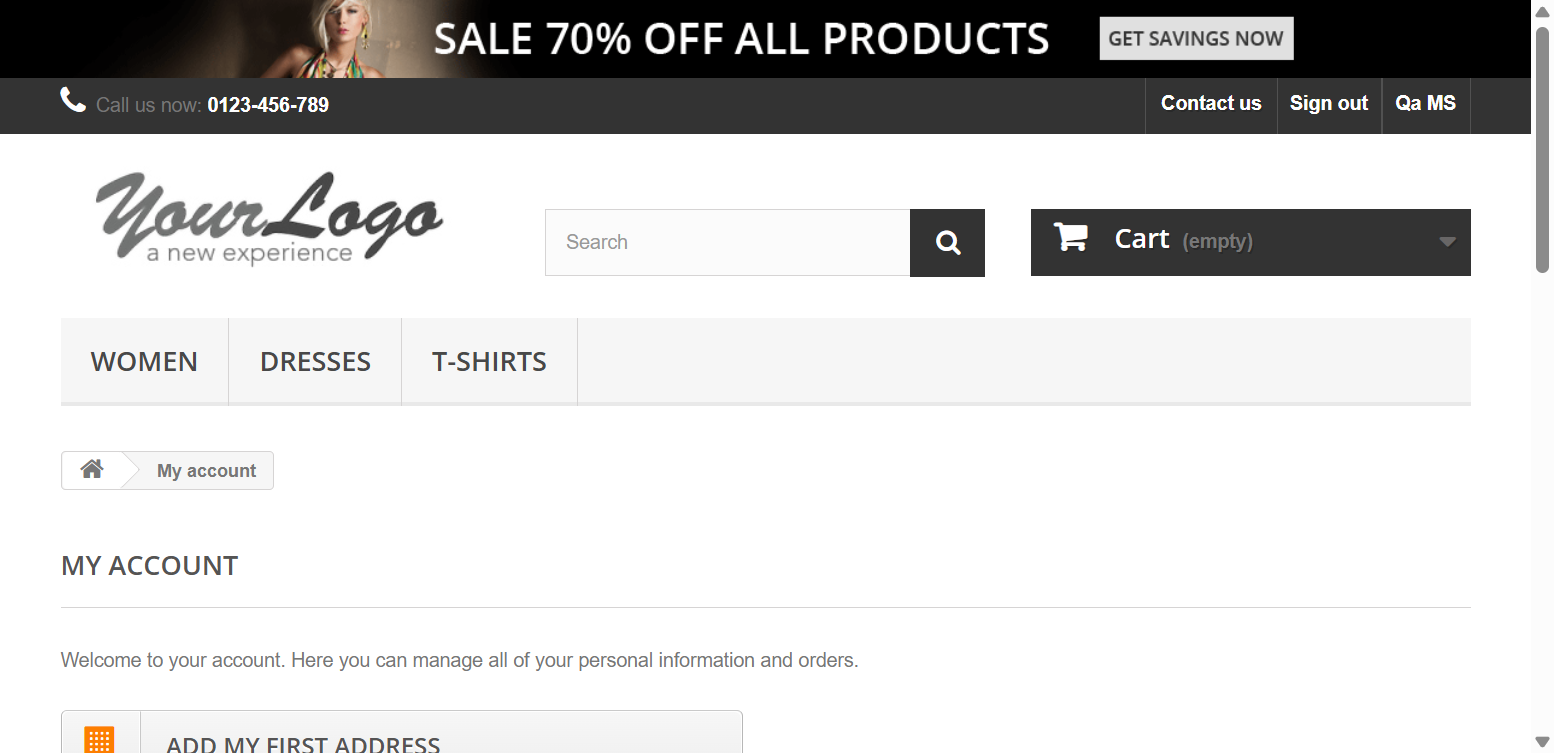 SALE 70% OFF ALL PRODUCTS GET SAVINGS NOW
Call us now: 0123-456-789 Contact us Sign out Qa MS
YourLogo
a new experience
Search Cart (empty)
WOMEN DRESSES T-SHIRTS
My account
MY ACCOUNT
Welcome to your account. Here you can manage all of your personal information and orders.
ADD MY FIRST ADDRESS